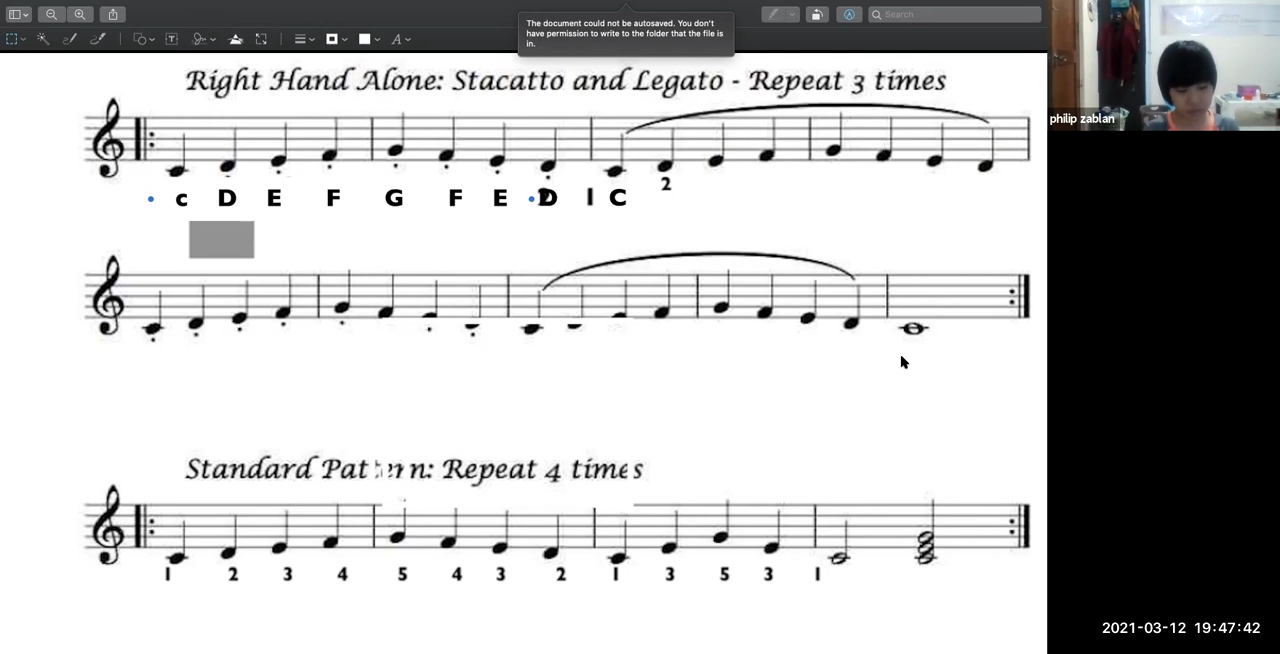 The document could not be autosaved. You don't
have permission to write to the folder that the file is
in.
Search
philip zablan
Right Hand Alone: Stacatto and Legato - Repeat 3 times
2
c D E F G F E D 1 C
Standard Pattern: Repeat 4 times
1 2 3 4 5 4 3 2 1 3 5 3 1
2021-03-12 19:47:42